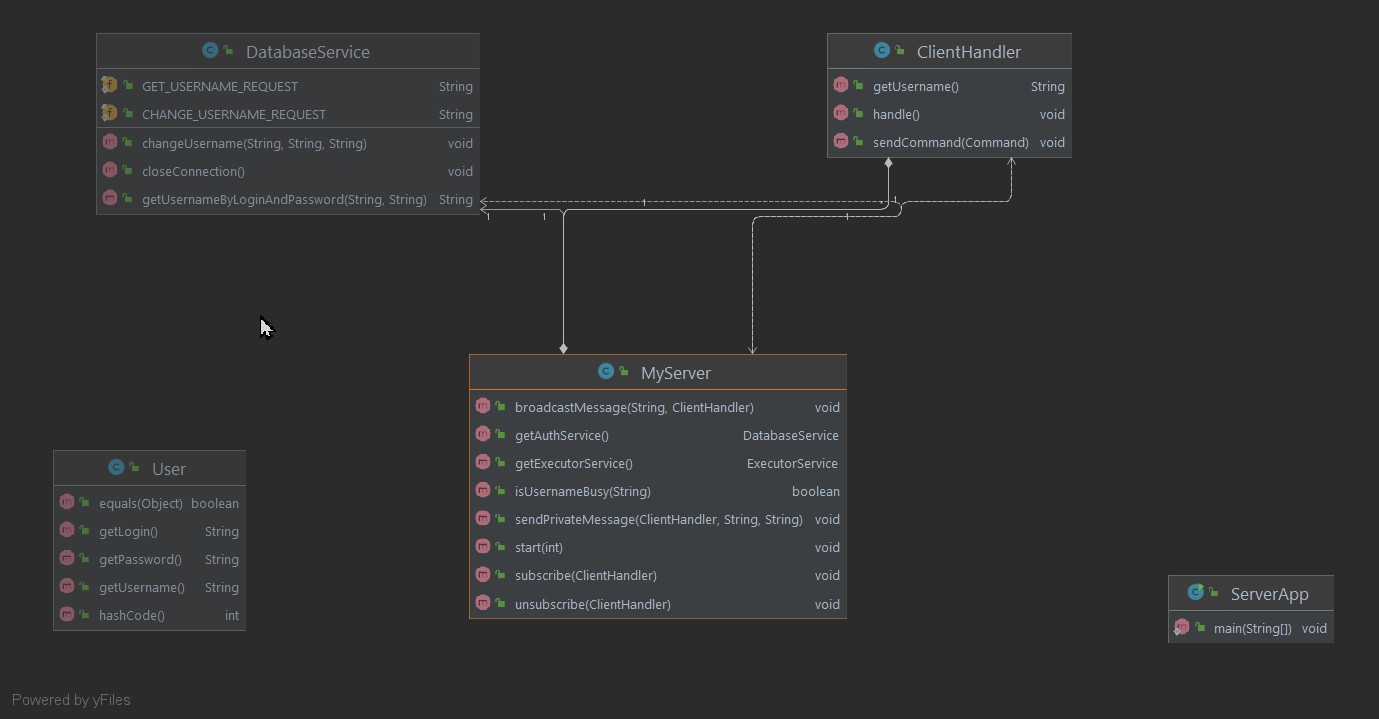 DatabaseService
GET_USERNAME_REQUEST String
CHANGE_USERNAME_REQUEST String
changeUsername(String, String, String) void
closeConnection() void
getUsernameByLoginAndPassword(String, String) String
ClientHandler
getUsername() String
handle() void
sendCommand(Command) void
1
1
1
1
1
MyServer
broadcastMessage(String, ClientHandler) void
getAuthService() DatabaseService
getExecutorService() ExecutorService
isUsernameBusy(String) boolean
sendPrivateMessage(ClientHandler, String, String) void
start(int) void
subscribe(ClientHandler) void
unsubscribe(ClientHandler) void
User
equals(Object) boolean
getLogin() String
getPassword() String
getUsername() String
hashCode() int
ServerApp
main(String[]) void
Powered by yFiles